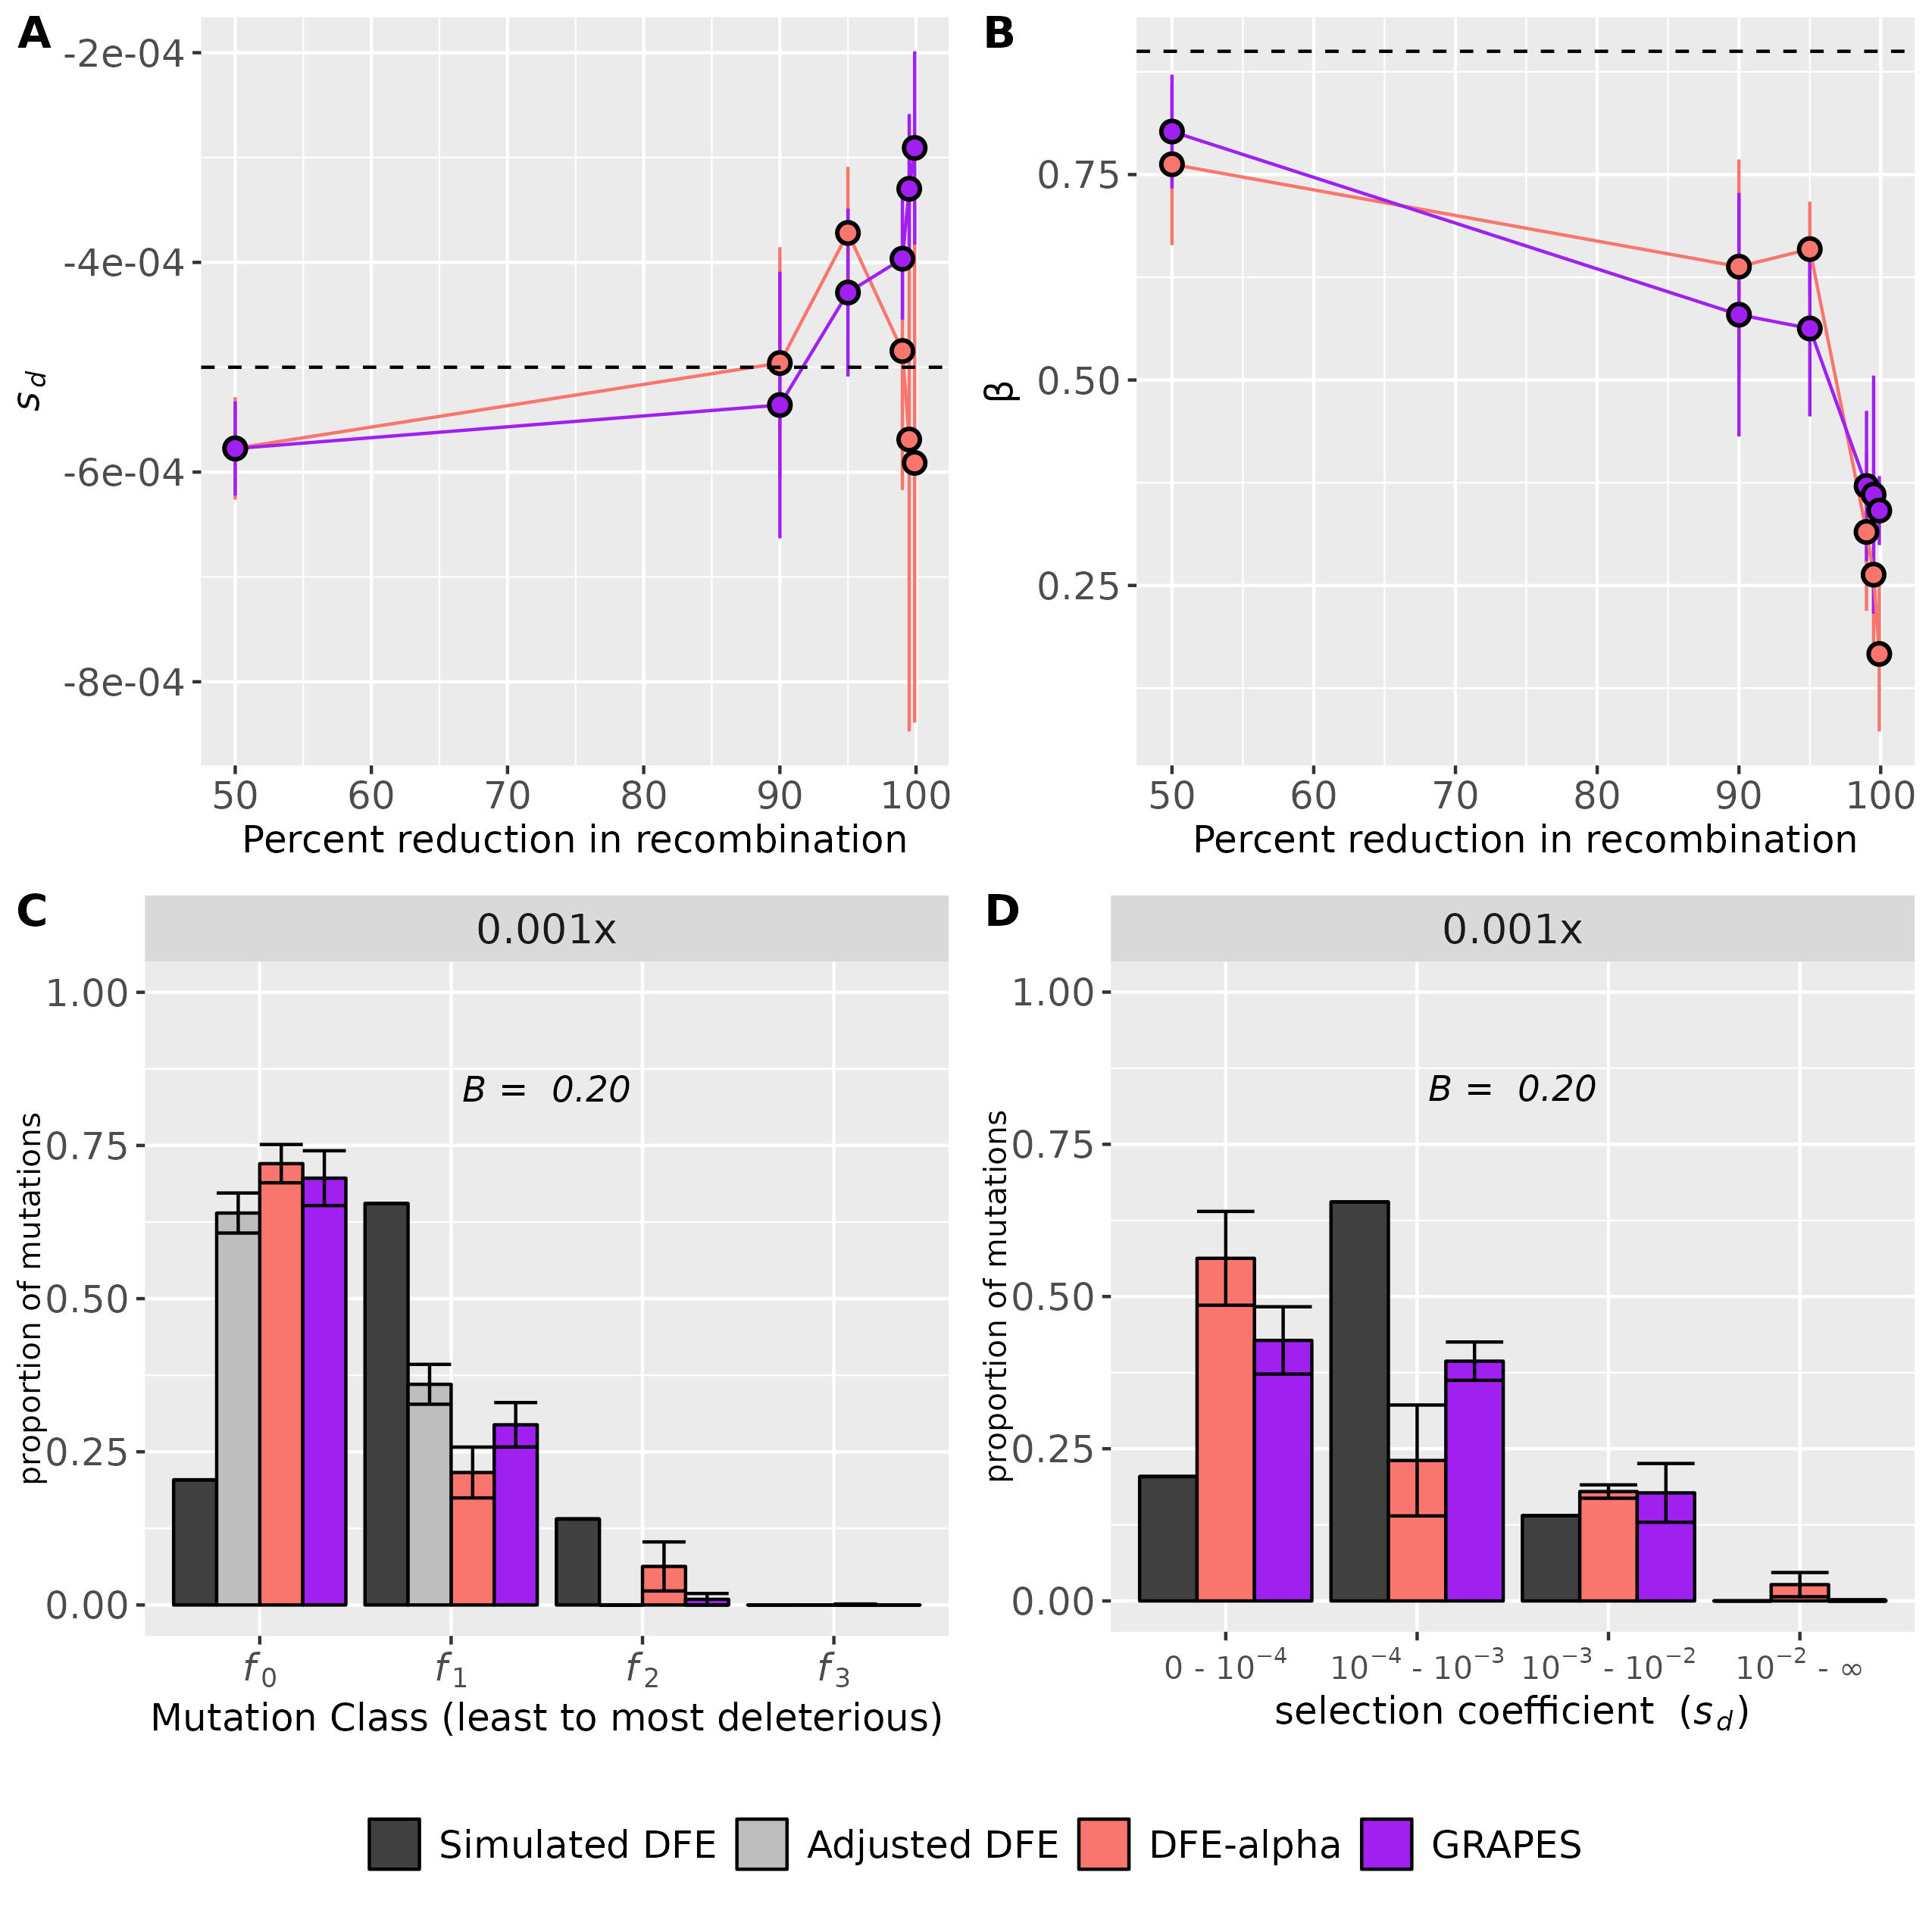 A
-2e-04
-4e-04
-6e-04
-8e-04
s_d
50 60 70 80 90 100
Percent reduction in recombination
B
0.75
0.50
0.25
β
50 60 70 80 90 100
Percent reduction in recombination
C
0.001x
B = 0.20
1.00
0.75
0.50
0.25
0.00
proportion of mutations
f₀ f₁ f₂ f₃
Mutation Class (least to most deleterious)
D
0.001x
B = 0.20
1.00
0.75
0.50
0.25
0.00
proportion of mutations
0 - 10⁻⁴ 10⁻⁴ - 10⁻³ 10⁻³ - 10⁻² 10⁻² - ∞
selection coefficient (s_d)
Simulated DFE Adjusted DFE DFE-alpha GRAPES